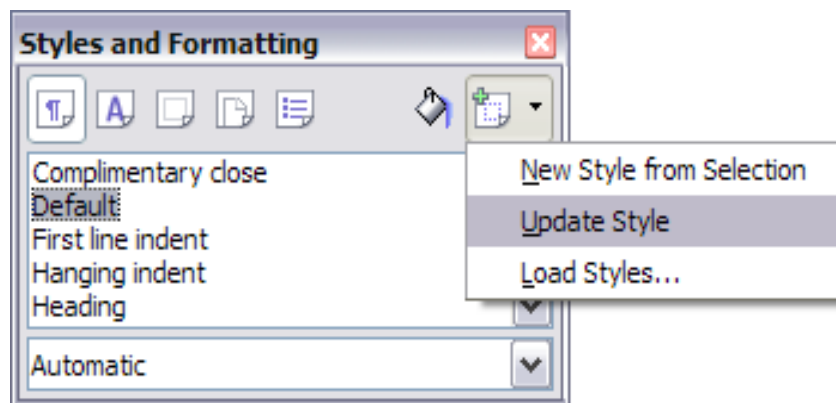 Styles and Formatting
New Style from Selection
Update Style
Load Styles...
Complimentary close
Default
First line indent
Hanging indent
Heading
Automatic